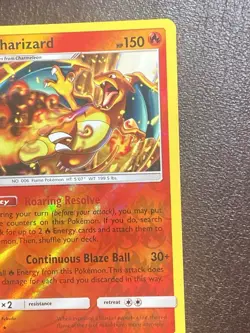 harizard HP150
from Charmeleon
NO. 006 Flame Pokémon HT: 5'07" WT: 199.5 lbs.
Roaring Resolve
uring your turn (before your attack), you may put
counters on this Pokémon. If you do, search
for up to 2 Energy cards and attach them to
mon. Then, shuffle your deck.
Continuous Blaze Ball 30+
all Energy from this Pokémon. This attack does
damage for each card you discarded in this way.
×2 resistance retreat